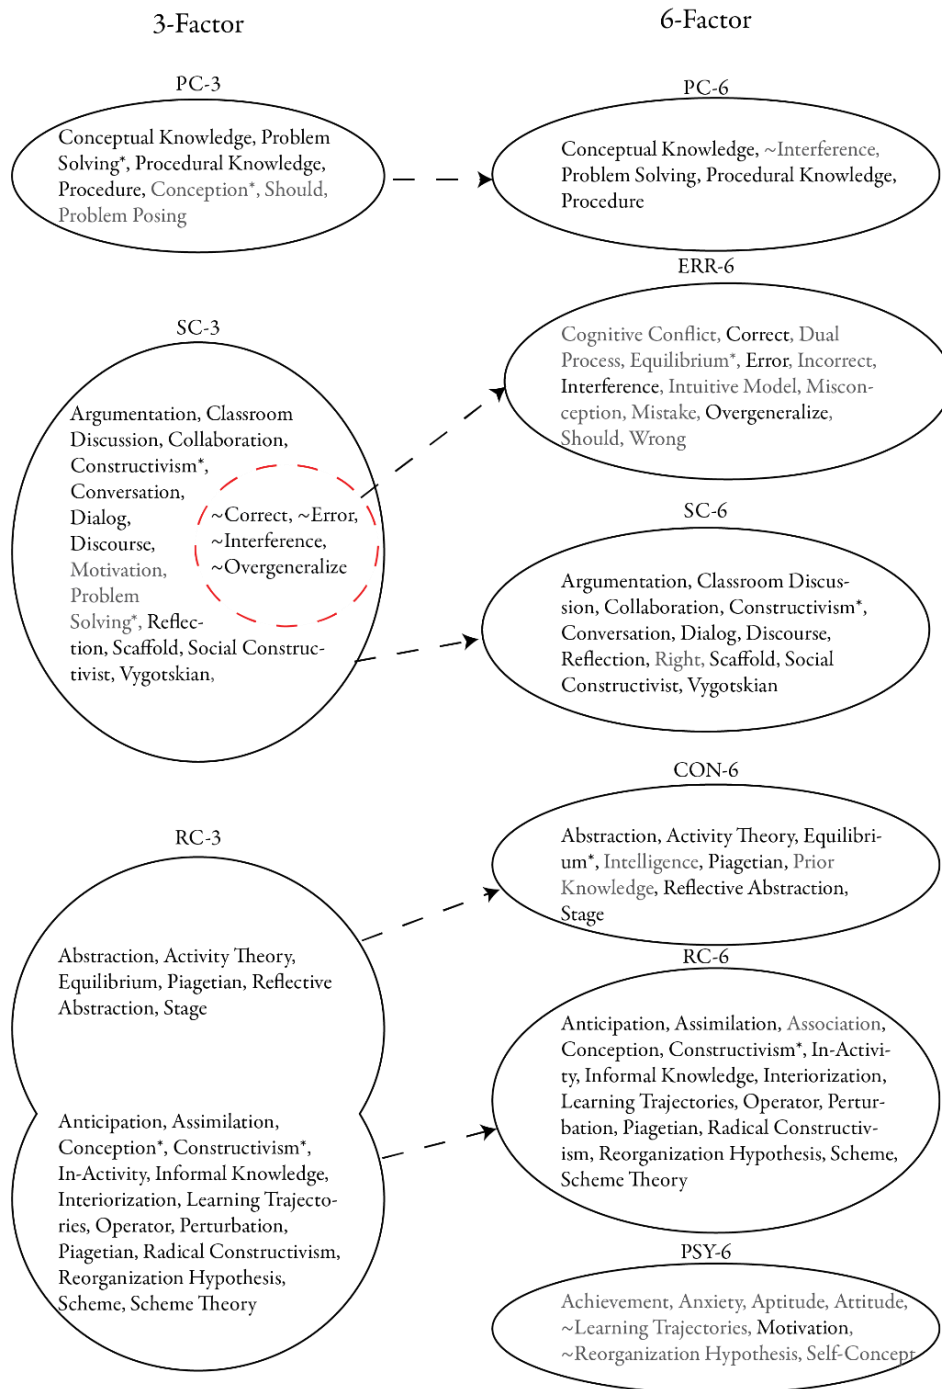 3-Factor
6-Factor
PC-3
Conceptual Knowledge, Problem
Solving*, Procedural Knowledge,
Procedure, Conception*, Should,
Problem Posing
PC-6
Conceptual Knowledge, ~Interference,
Problem Solving, Procedural Knowledge,
Procedure
ERR-6
Cognitive Conflict, Correct, Dual
Process, Equilibrium*, Error, Incorrect,
Interference, Intuitive Model, Miscon-
ception, Mistake, Overgeneralize,
Should, Wrong
SC-3
Argumentation, Classroom
Discussion, Collaboration,
Constructivism*,
Conversation,
Dialog,
Discourse,
Motivation,
Problem
Solving*, Reflec-
tion, Scaffold, Social Construc-
tivist, Vygotskian,
~Correct, ~Error,
~Interference,
~Overgeneralize
SC-6
Argumentation, Classroom Discus-
sion, Collaboration, Constructivism*,
Conversation, Dialog, Discourse,
Reflection, Right, Scaffold, Social
Constructivist, Vygotskian
CON-6
Abstraction, Activity Theory, Equilibri-
um*, Intelligence, Piagetian, Prior
Knowledge, Reflective Abstraction,
Stage
RC-3
Abstraction, Activity Theory,
Equilibrium, Piagetian, Reflective
Abstraction, Stage
Anticipation, Assimilation,
Conception*, Constructivism*,
In-Activity, Informal Knowledge,
Interiorization, Learning Trajecto-
ries, Operator, Perturbation,
Piagetian, Radical Constructivism,
Reorganization Hypothesis,
Scheme, Scheme Theory
RC-6
Anticipation, Assimilation, Association,
Conception, Constructivism*, In-Activi-
ty, Informal Knowledge, Interiorization,
Learning Trajectories, Operator, Pertur-
bation, Piagetian, Radical Constructiv-
ism, Reorganization Hypothesis, Scheme,
Scheme Theory
PSY-6
Achievement, Anxiety, Aptitude, Attitude,
~Learning Trajectories, Motivation,
~Reorganization Hypothesis, Self-Concept